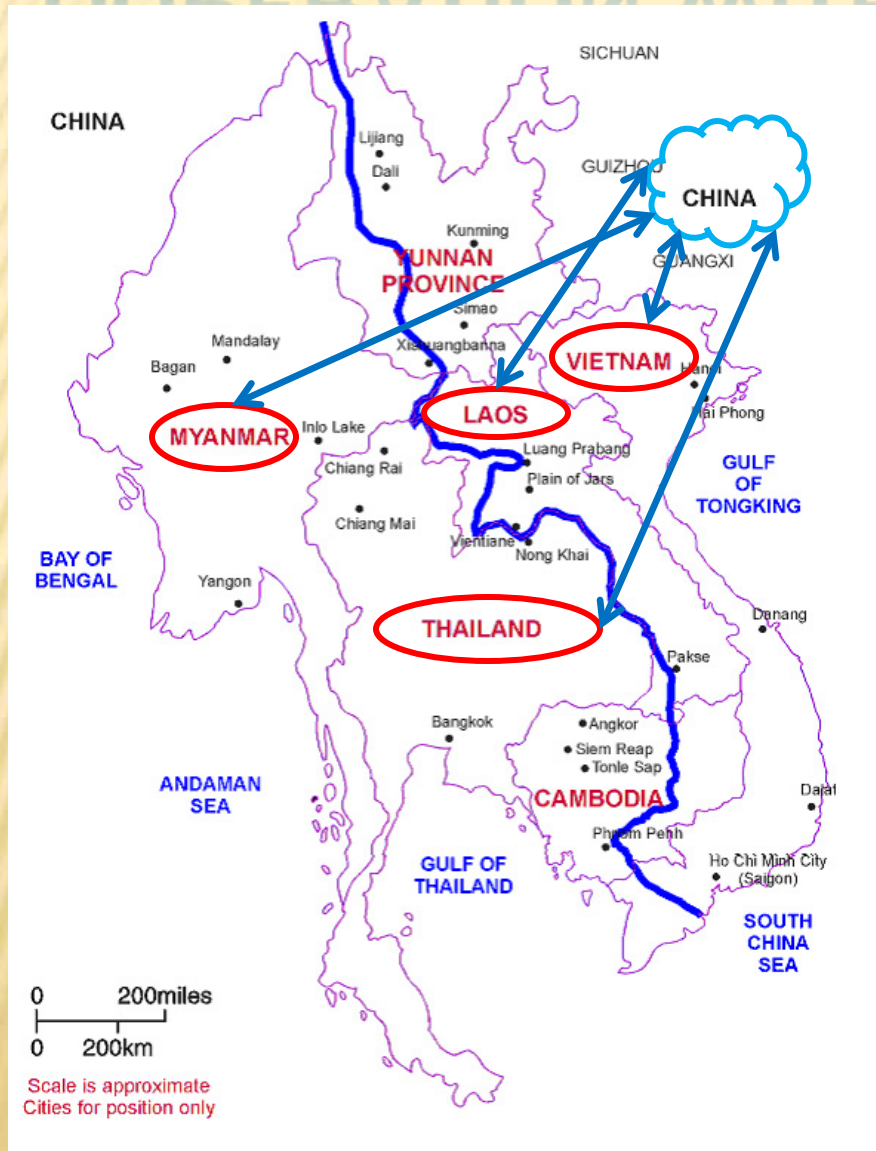 SICHUAN
CHINA
Lijiang
Dali
GUIZHOU
CHINA
Kunming
YUNNAN
PROVINCE
GUANGXI
Simao
Xishuangbanna
VIETNAM
Mandalay
Bagan
Hanoi
Hai Phong
LAOS
MYANMAR
Inlo Lake
Luang Prabang
Chiang Rai
Plain of Jars
GULF
OF
TONGKING
Chiang Mai
Vientiane
Nong Khai
BAY OF
BENGAL
Yangon
Danang
THAILAND
Pakse
Bangkok
Angkor
Siem Reap
Tonle Sap
ANDAMAN
SEA
CAMBODIA
Dalat
Phnom Penh
GULF OF
THAILAND
Ho Chi Minh City
(Saigon)
SOUTH
CHINA
SEA
0 200miles
0 200km
Scale is approximate
Cities for position only